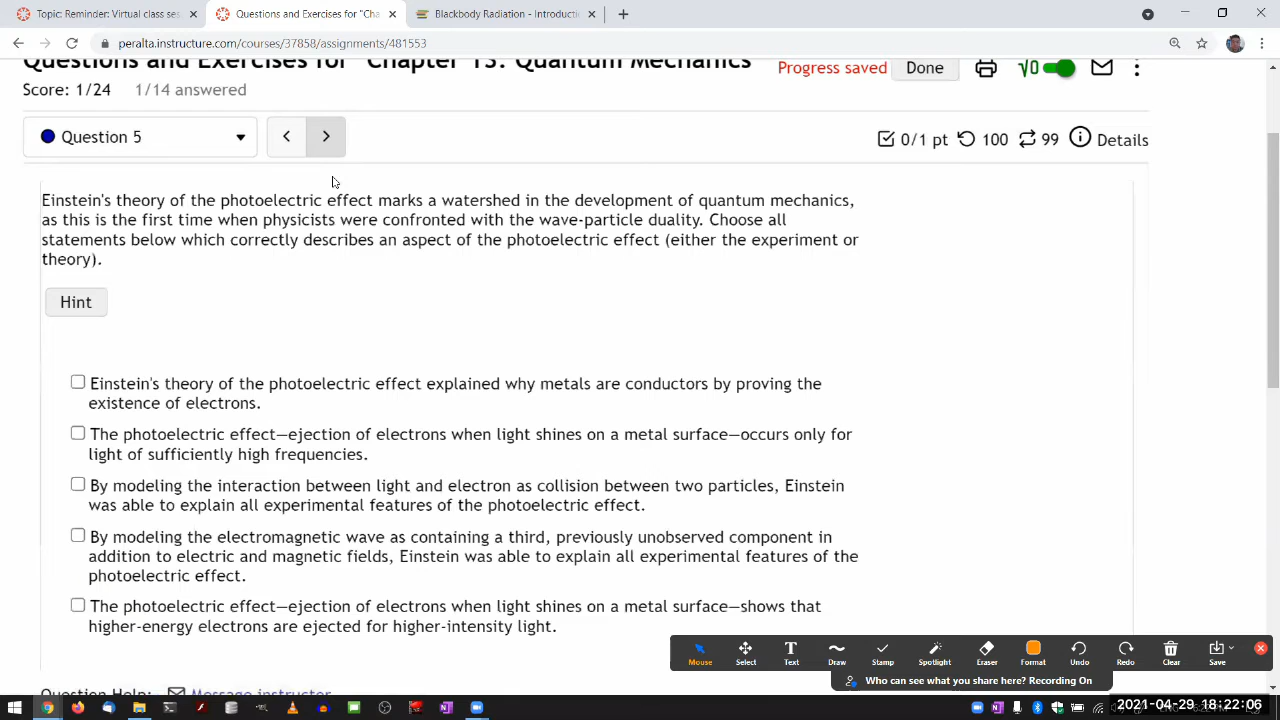 Topic: Reminder: Virtual class ses
Questions and Exercises for "Cha
Blackbody Radiation - Introducti
peralta.instructure.com/courses/37858/assignments/481553
Questions and Exercises for "Chapter 13: Quantum Mechanics
Progress saved
Done
√0
Score: 1/24
1/14 answered
Question 5
0/1 pt
100
99
Details
Einstein's theory of the photoelectric effect marks a watershed in the development of quantum mechanics,
as this is the first time when physicists were confronted with the wave-particle duality. Choose all
statements below which correctly describes an aspect of the photoelectric effect (either the experiment or
theory).
Hint
Einstein's theory of the photoelectric effect explained why metals are conductors by proving the
existence of electrons.
The photoelectric effect—ejection of electrons when light shines on a metal surface—occurs only for
light of sufficiently high frequencies.
By modeling the interaction between light and electron as collision between two particles, Einstein
was able to explain all experimental features of the photoelectric effect.
By modeling the electromagnetic wave as containing a third, previously unobserved component in
addition to electric and magnetic fields, Einstein was able to explain all experimental features of the
photoelectric effect.
The photoelectric effect—ejection of electrons when light shines on a metal surface—shows that
higher-energy electrons are ejected for higher-intensity light.
Mouse
Select
Text
Draw
Stamp
Spotlight
Eraser
Format
Undo
Redo
Clear
Save
Who can see what you share here? Recording On
Question Help:
Message instructor
2021-04-29 18:22:06